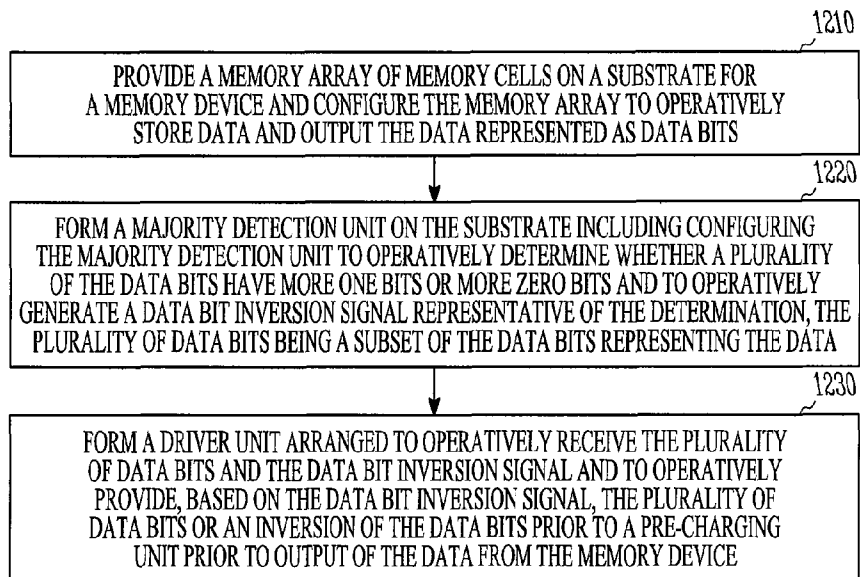 1210
PROVIDE A MEMORY ARRAY OF MEMORY CELLS ON A SUBSTRATE FOR
A MEMORY DEVICE AND CONFIGURE THE MEMORY ARRAY TO OPERATIVELY
STORE DATA AND OUTPUT THE DATA REPRESENTED AS DATA BITS
1220
FORM A MAJORITY DETECTION UNIT ON THE SUBSTRATE INCLUDING CONFIGURING
THE MAJORITY DETECTION UNIT TO OPERATIVELY DETERMINE WHETHER A PLURALITY
OF THE DATA BITS HAVE MORE ONE BITS OR MORE ZERO BITS AND TO OPERATIVELY
GENERATE A DATA BIT INVERSION SIGNAL REPRESENTATIVE OF THE DETERMINATION, THE
PLURALITY OF DATA BITS BEING A SUBSET OF THE DATA BITS REPRESENTING THE DATA
1230
FORM A DRIVER UNIT ARRANGED TO OPERATIVELY RECEIVE THE PLURALITY
OF DATA BITS AND THE DATA BIT INVERSION SIGNAL AND TO OPERATIVELY
PROVIDE, BASED ON THE DATA BIT INVERSION SIGNAL, THE PLURALITY OF
DATA BITS OR AN INVERSION OF THE DATA BITS PRIOR TO A PRE-CHARGING
UNIT PRIOR TO OUTPUT OF THE DATA FROM THE MEMORY DEVICE